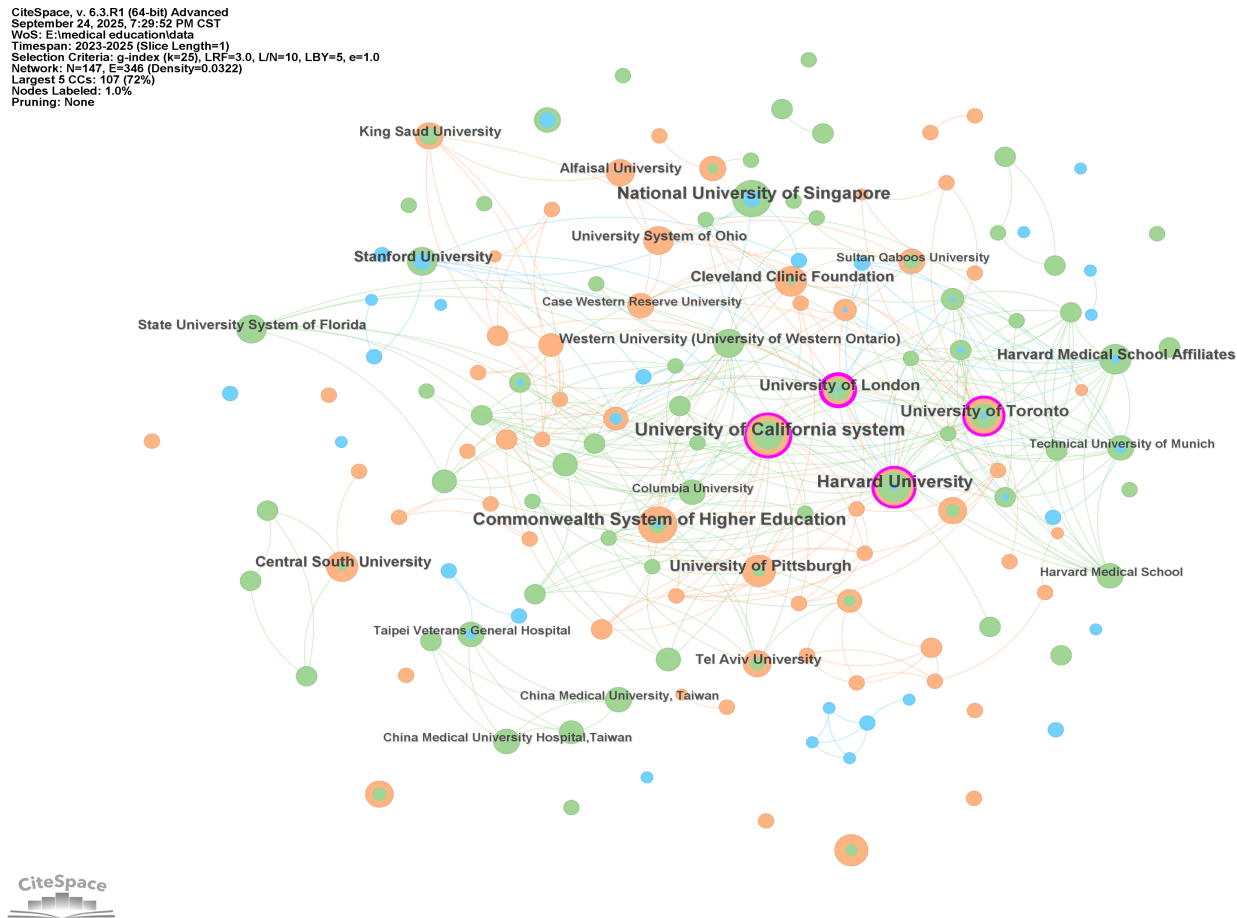 CiteSpace, v. 6.3.R1 (64-bit) Advanced
September 24, 2025, 7:29:52 PM CST
WoS: E:\medical education\data
Timespan: 2023-2025 (Slice Length=1)
Selection Criteria: g-index (k=25), LRF=3.0, L/N=10, LBY=5, e=1.0
Network: N=147, E=346 (Density=0.0322)
Largest 5 CCs: 107 (72%)
Nodes Labeled: 1.0%
Pruning: None
King Saud University
Alfaisal University
National University of Singapore
University System of Ohio
Stanford University
Sultan Qaboos University
Cleveland Clinic Foundation
Case Western Reserve University
State University System of Florida
Western University (University of Western Ontario)
Harvard Medical School Affiliates
University of London
University of Toronto
University of California system
Technical University of Munich
Harvard University
Columbia University
Commonwealth System of Higher Education
Central South University
University of Pittsburgh
Harvard Medical School
Taipei Veterans General Hospital
Tel Aviv University
China Medical University, Taiwan
China Medical University Hospital,Taiwan
CiteSpace